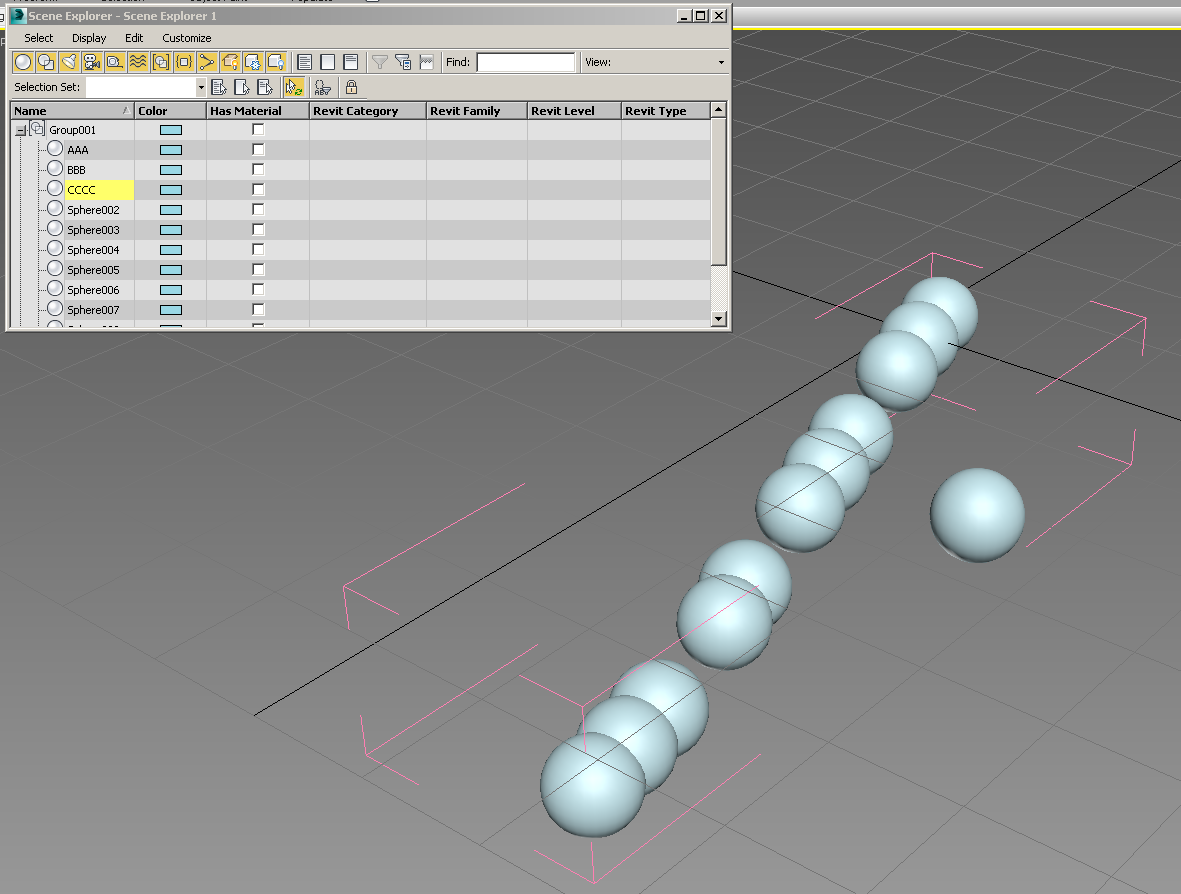 Scene Explorer - Scene Explorer 1
Select Display Edit Customize
Find: View:
Selection Set:
Name Color Has Material Revit Category Revit Family Revit Level Revit Type
Group001
AAA
BBB
CCCC
Sphere002
Sphere003
Sphere004
Sphere005
Sphere006
Sphere007